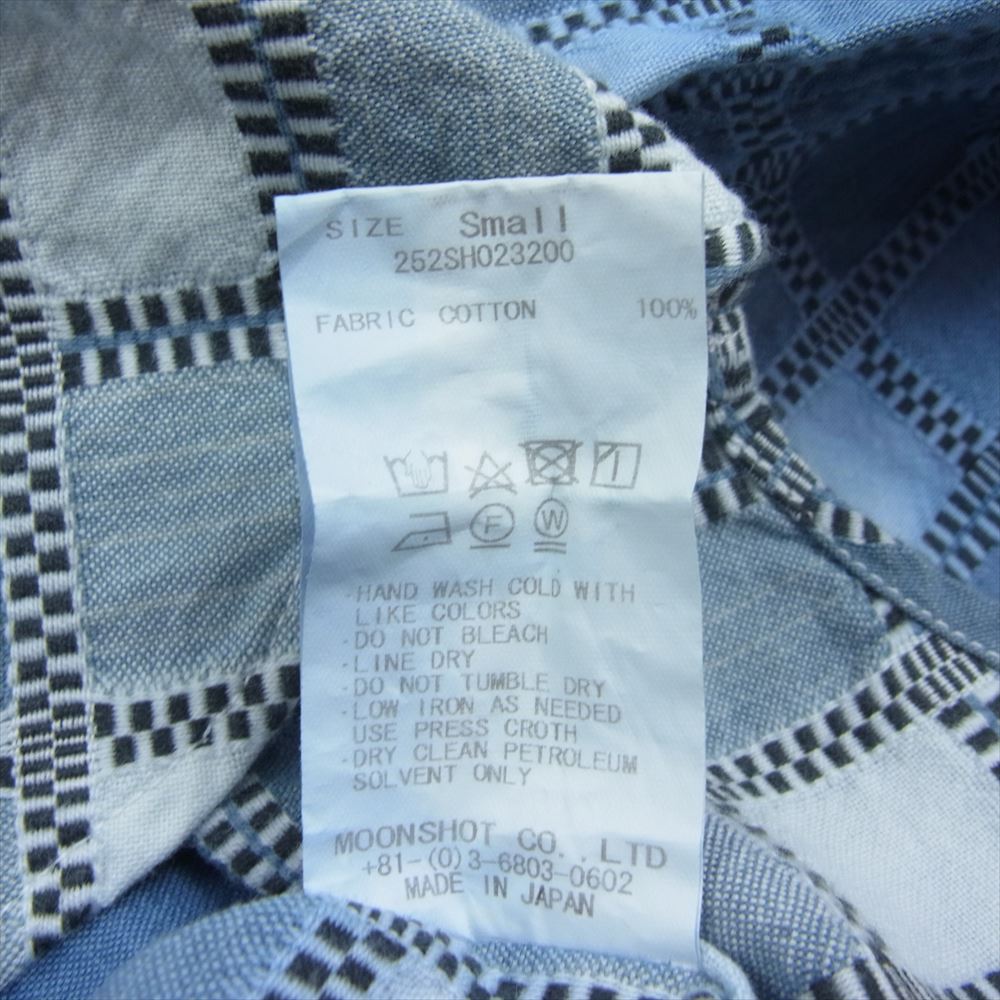 SIZE Small
252SH023200
FABRIC COTTON 100%
F W
·HAND WASH COLD WITH
LIKE COLORS
·DO NOT BLEACH
·LINE DRY
·DO NOT TUMBLE DRY
·LOW IRON AS NEEDED
USE PRESS CROTH
·DRY CLEAN PETROLEUM
SOLVENT ONLY
MOONSHOT CO.,LTD
+81-(0)3-6803-0602
MADE IN JAPAN